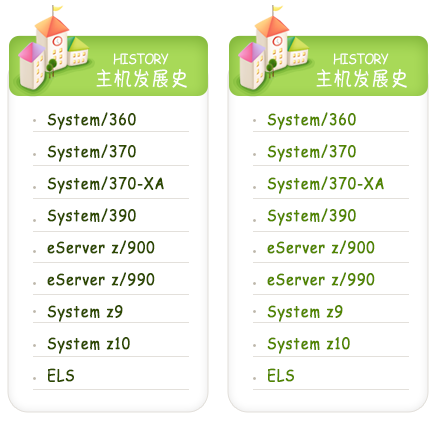 HISTORY
主机发展史
System/360
System/370
System/370-XA
System/390
eServer z/900
eServer z/990
System z9
System z10
ELS
HISTORY
主机发展史
System/360
System/370
System/370-XA
System/390
eServer z/900
eServer z/990
System z9
System z10
ELS